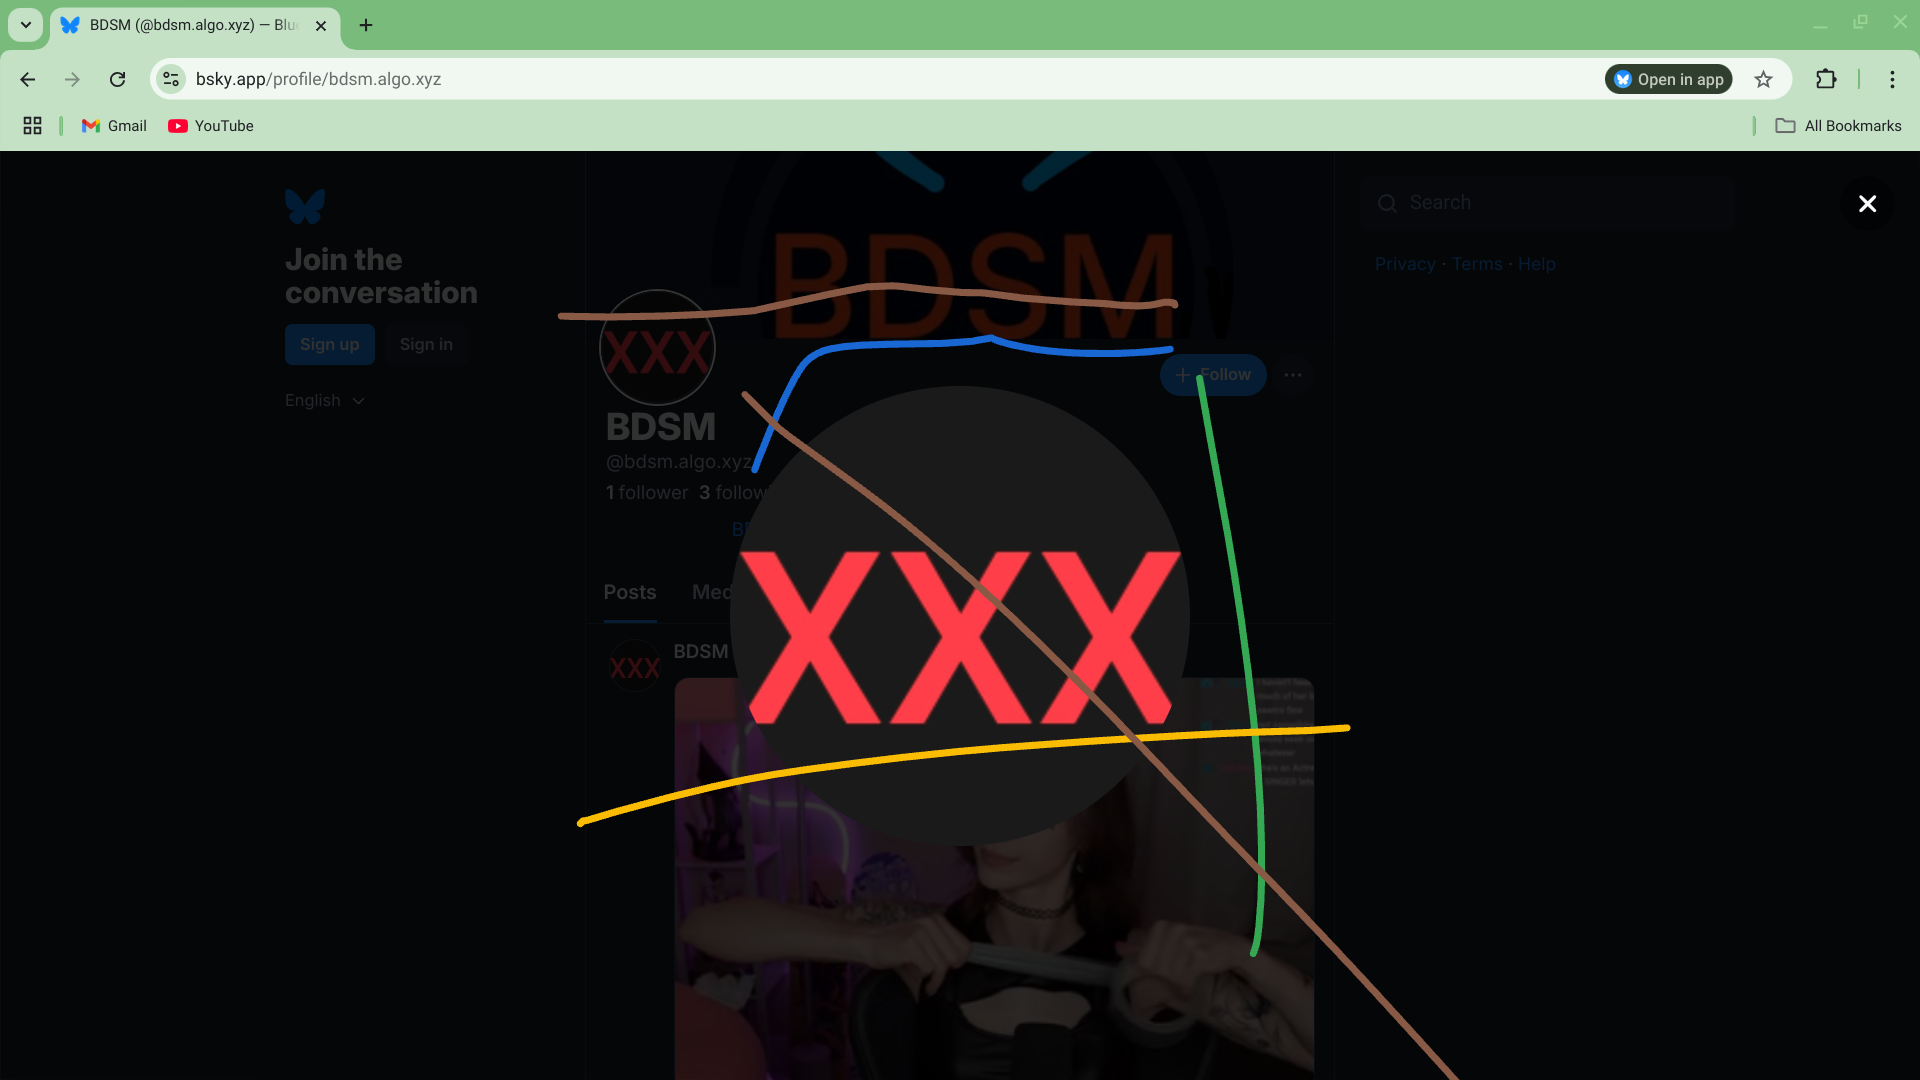 BDSM (@bdsm.algo.xyz) — Blu
bsky.app/profile/bdsm.algo.xyz
Open in app
Gmail
YouTube
All Bookmarks
Join the
conversation
Sign up
Sign in
English
BDSM
XXX
Follow
BDSM
@bdsm.algo.xyz
1 follower 3 follow
Posts
Med
XXX
BDSM
XXX
Search
Privacy · Terms · Help